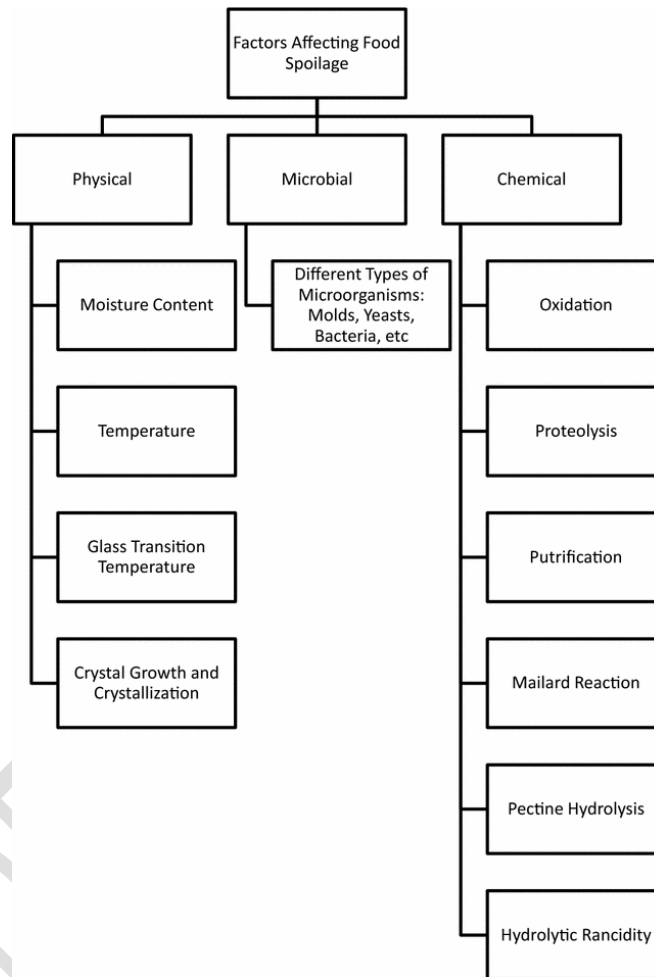 Factors Affecting Food
Spoilage
Physical
Microbial
Chemical
Moisture Content
Different Types of
Microorganisms:
Molds, Yeasts,
Bacteria, etc
Oxidation
Temperature
Proteolysis
Glass Transition
Temperature
Putrification
Crystal Growth and
Crystallization
Mailard Reaction
Pectine Hydrolysis
Hydrolytic Rancidity